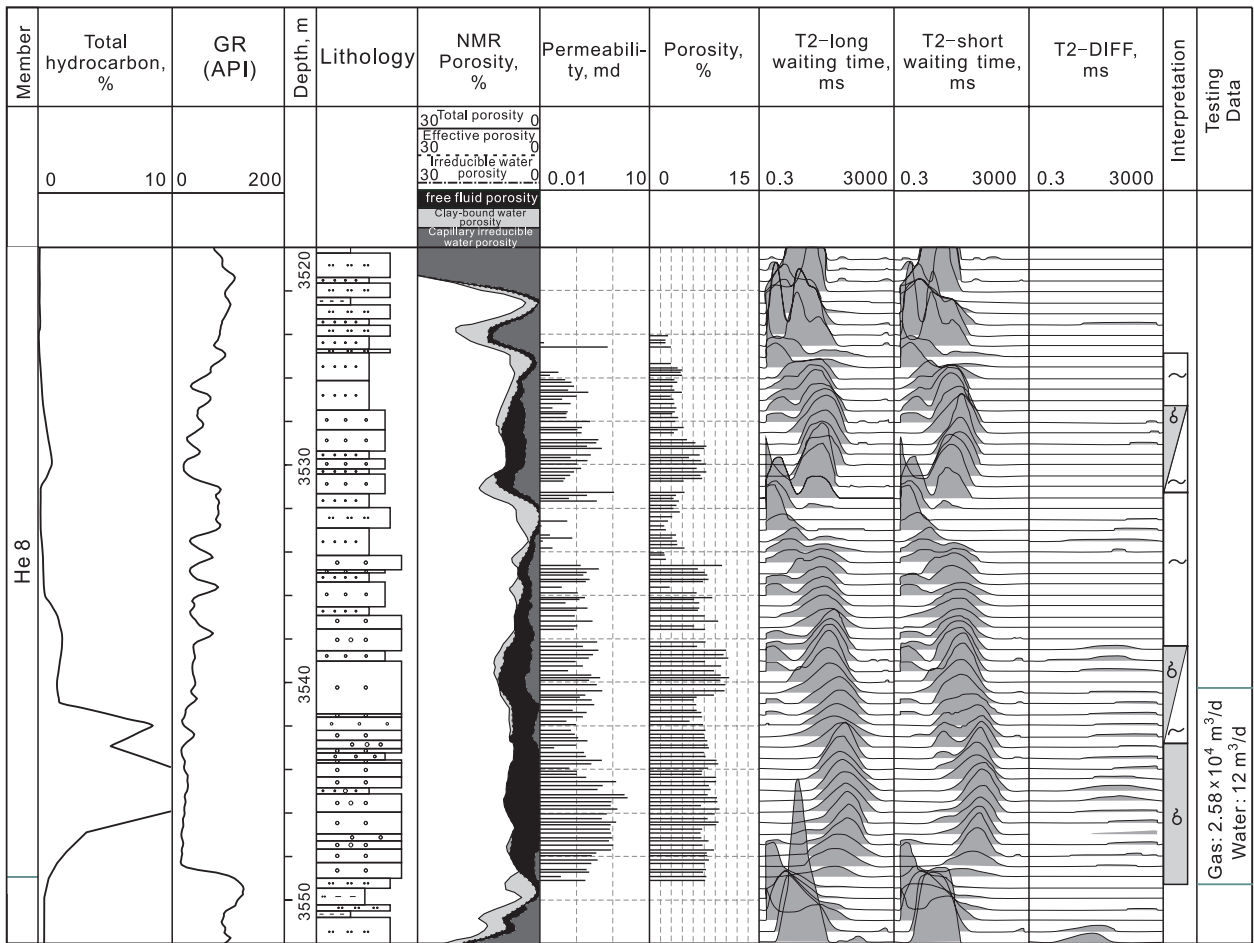 Member
Total
hydrocarbon,
%
0 10
GR
(API)
0 200
Depth, m
Lithology
NMR
Porosity,
%
30 Total porosity 0
Effective porosity
30 0
Irreducible water
porosity
30 0
free fluid porosity
Clay-bound water
porosity
Capillary irreducible
water porosity
Permeabili-
ty, md
0.01 10
Porosity,
%
0 15
T2-long
waiting time,
ms
0.3 3000
T2-short
waiting time,
ms
0.3 3000
T2-DIFF,
ms
0.3 3000
Interpretation
Testing
Data
He 8
3520
3530
3540
3550
Gas: 2.58×10⁴ m³/d
Water: 12 m³/d